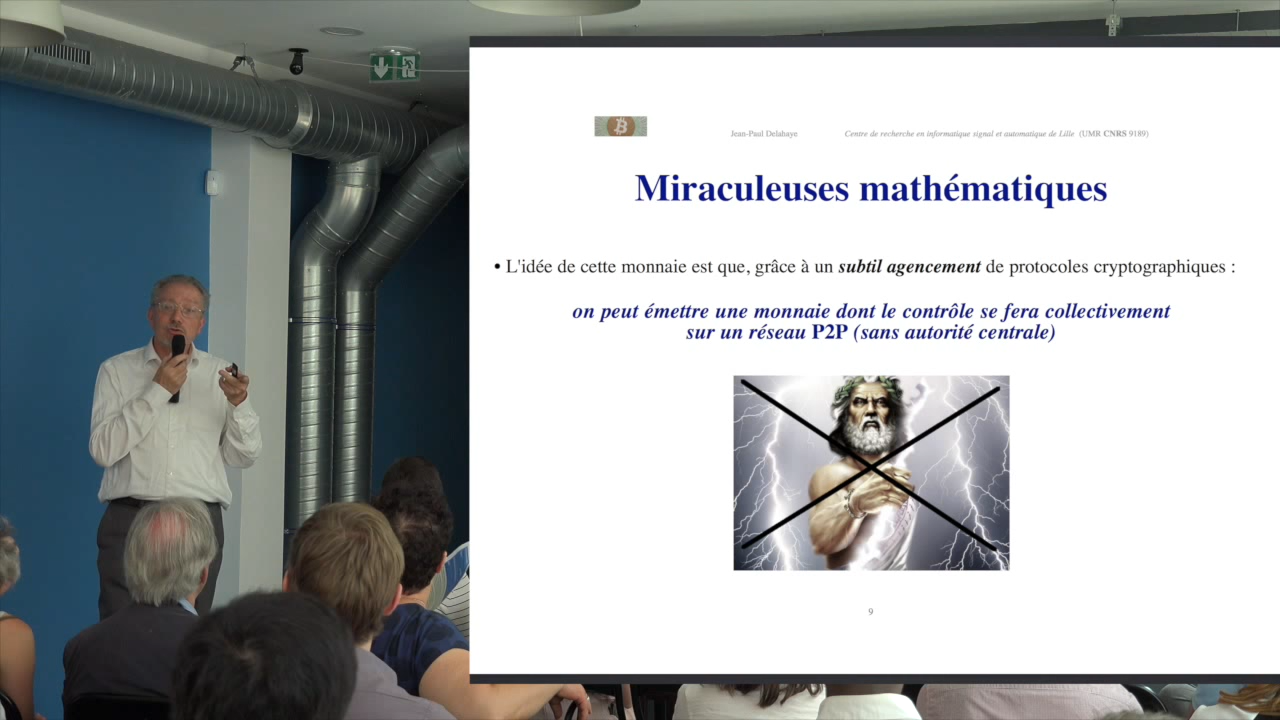 Jean-Paul Delahaye Centre de recherche en informatique signal et automatique de Lille (UMR CNRS 9189)
Miraculeuses mathématiques
• L'idée de cette monnaie est que, grâce à un subtil agencement de protocoles cryptographiques :
on peut émettre une monnaie dont le contrôle se fera collectivement
sur un réseau P2P (sans autorité centrale)
9